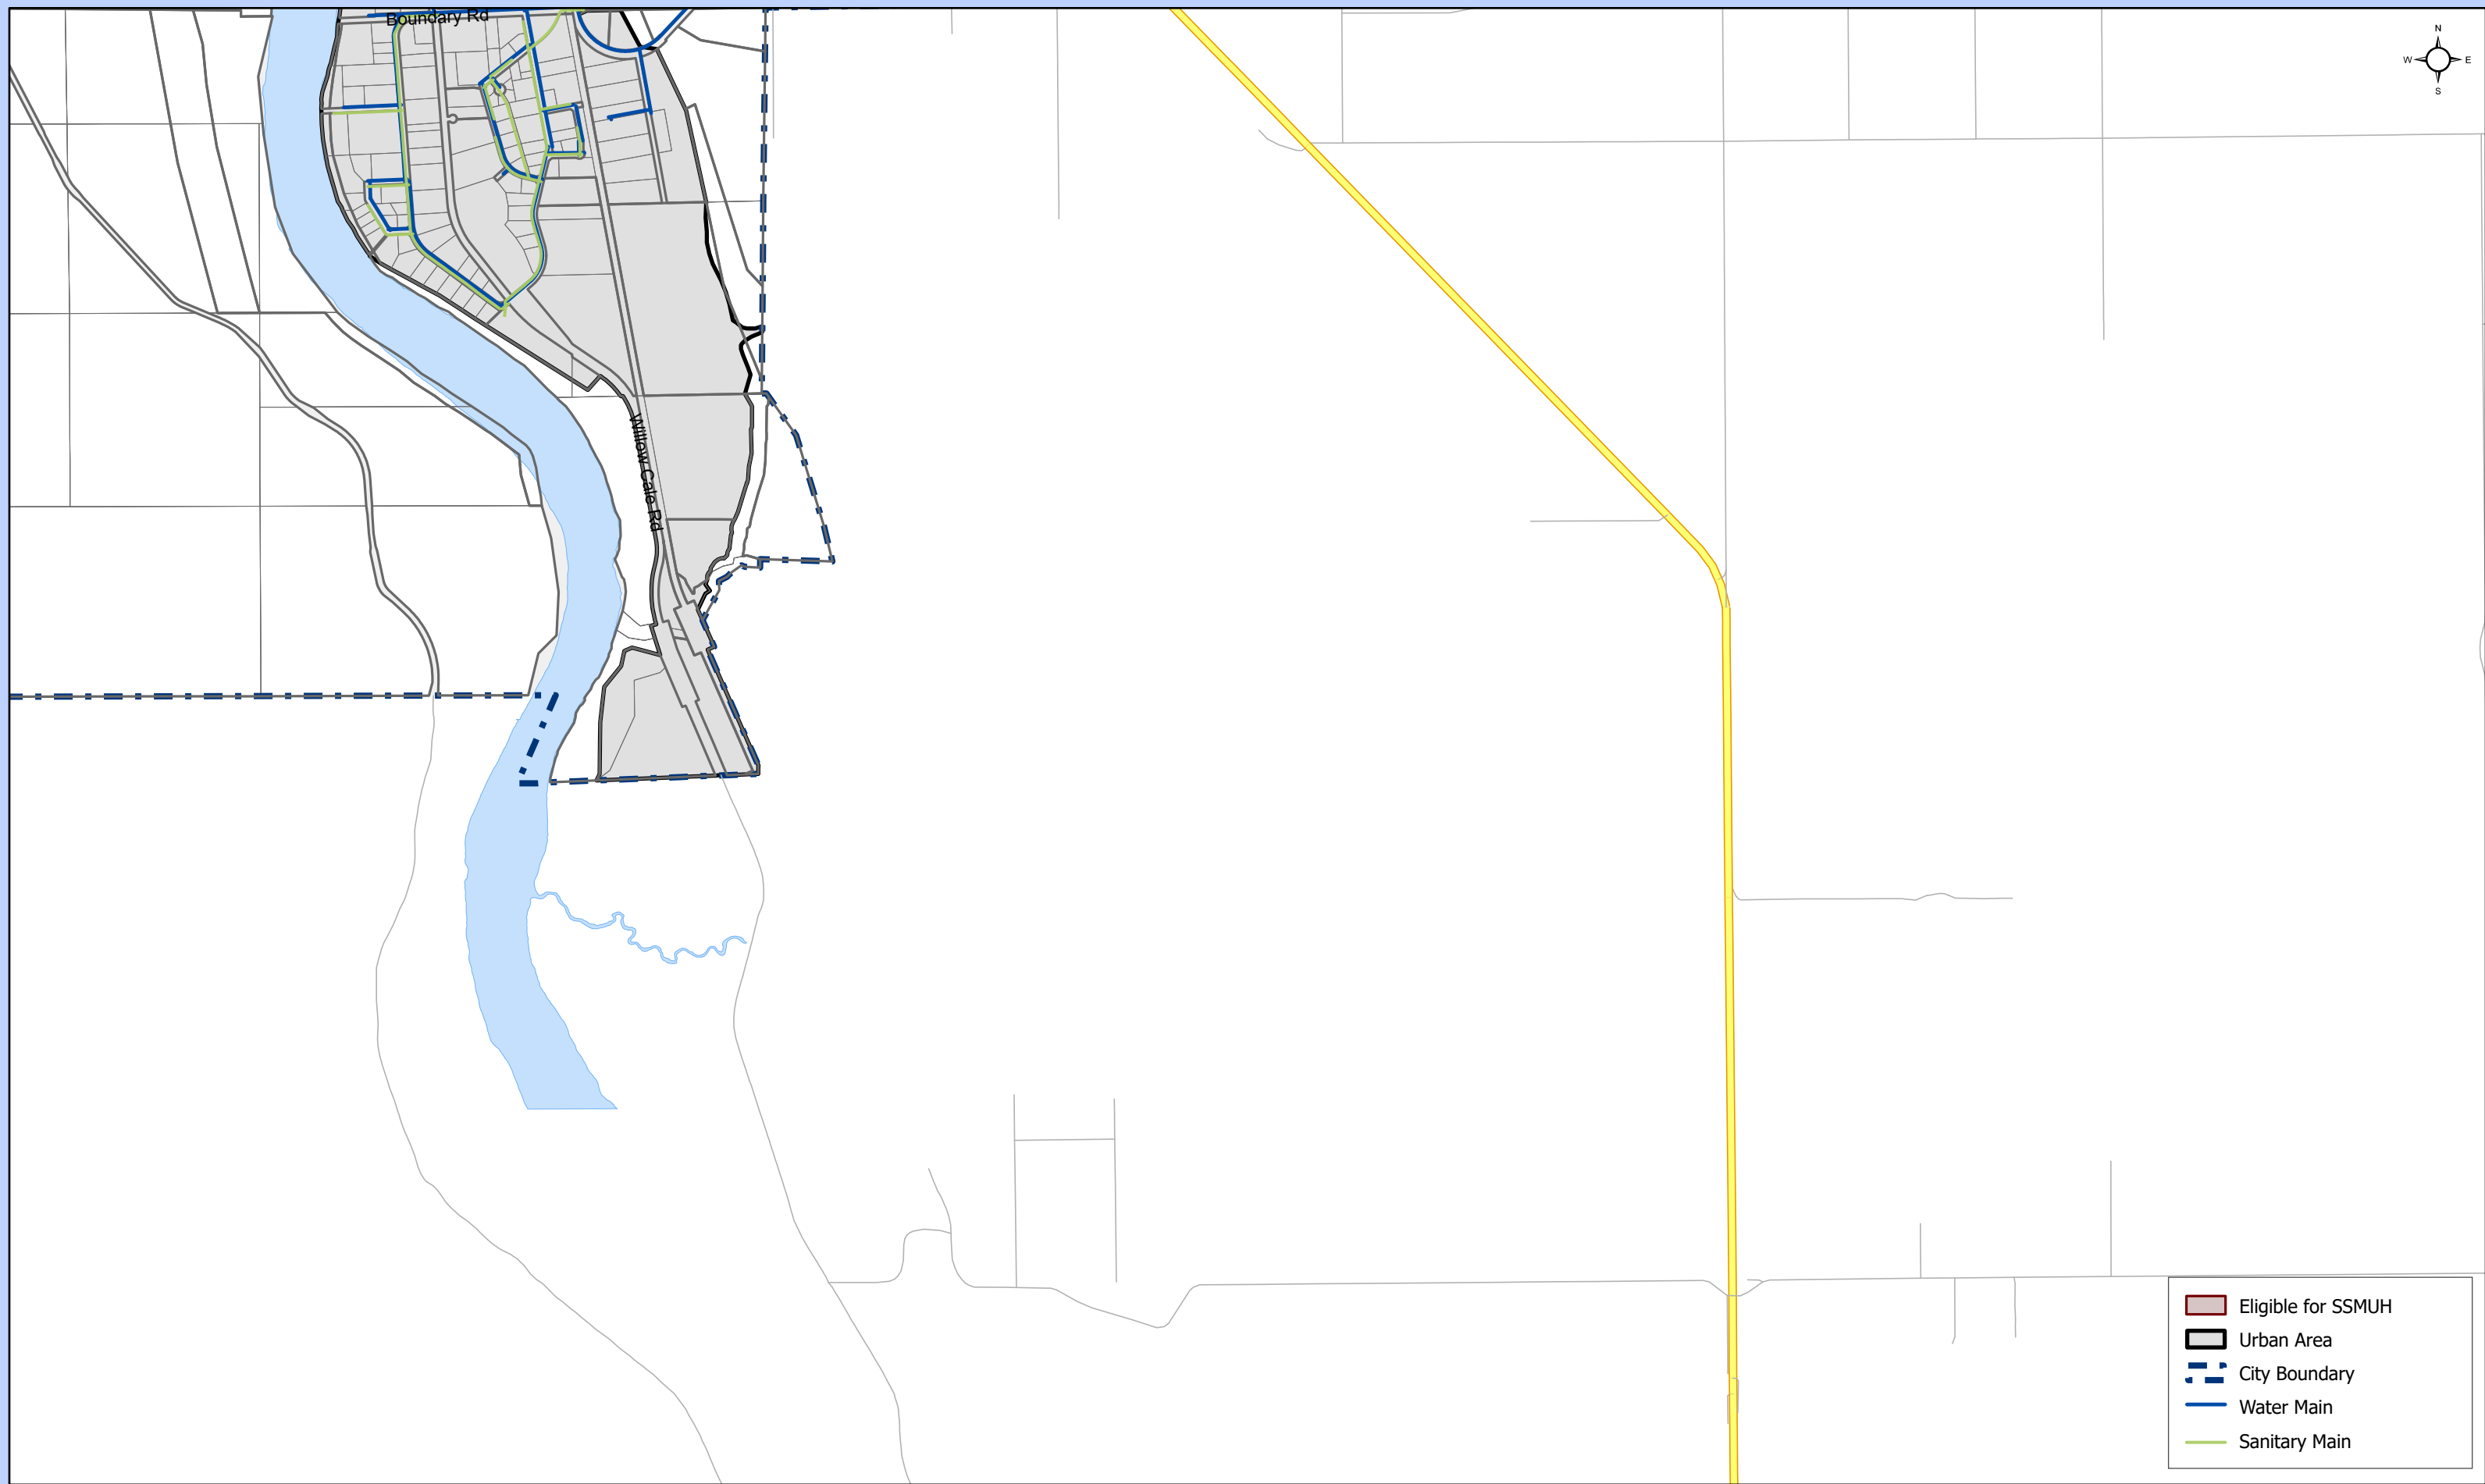 Boundary Rd
N
W E
S
Willow Cale Rd
Eligible for SSMUH
Urban Area
City Boundary
Water Main
Sanitary Main